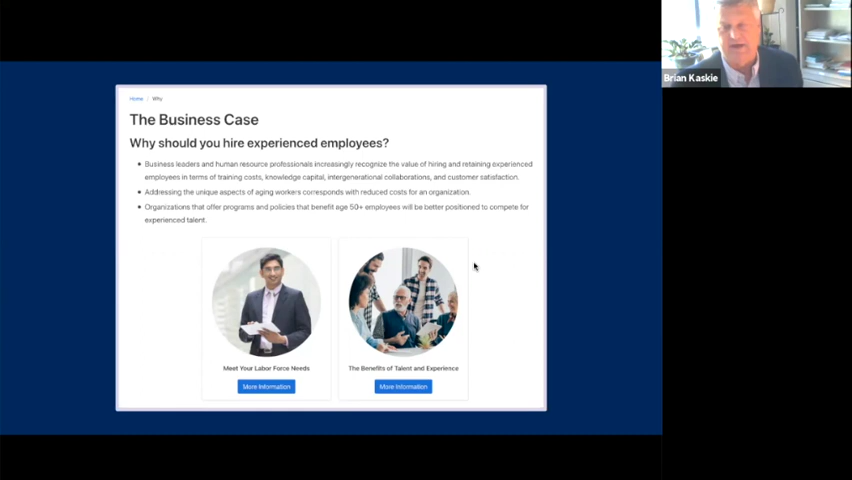 Brian Kaskie
Home / Why
The Business Case
Why should you hire experienced employees?
• Business leaders and human resource professionals increasingly recognize the value of hiring and retaining experienced
employees in terms of training costs, knowledge capital, intergenerational collaborations, and customer satisfaction.
• Addressing the unique aspects of aging workers corresponds with reduced costs for an organization.
• Organizations that offer programs and policies that benefit age 50+ employees will be better positioned to compete for
experienced talent.
Meet Your Labor Force Needs
The Benefits of Talent and Experience
More Information
More Information